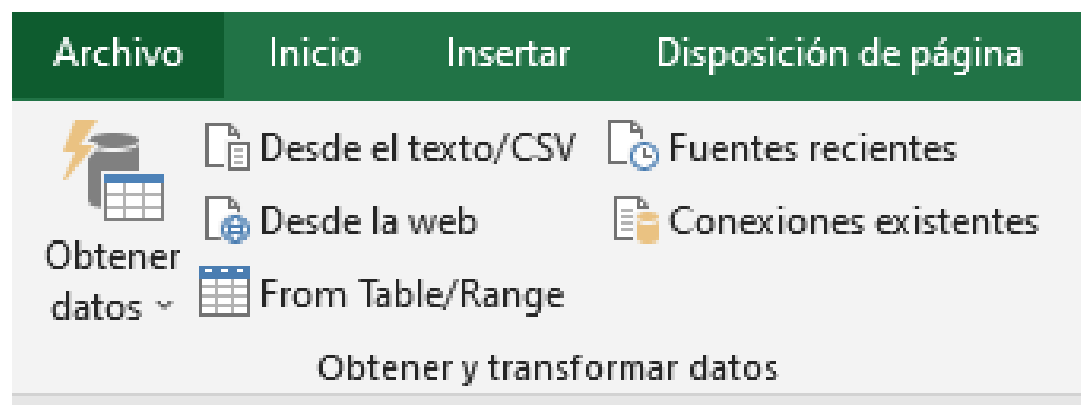 Archivo Inicio Insertar Disposición de página
Desde el texto/CSV Fuentes recientes
Desde la web Conexiones existentes
Obtener
datos
From Table/Range
Obtener y transformar datos